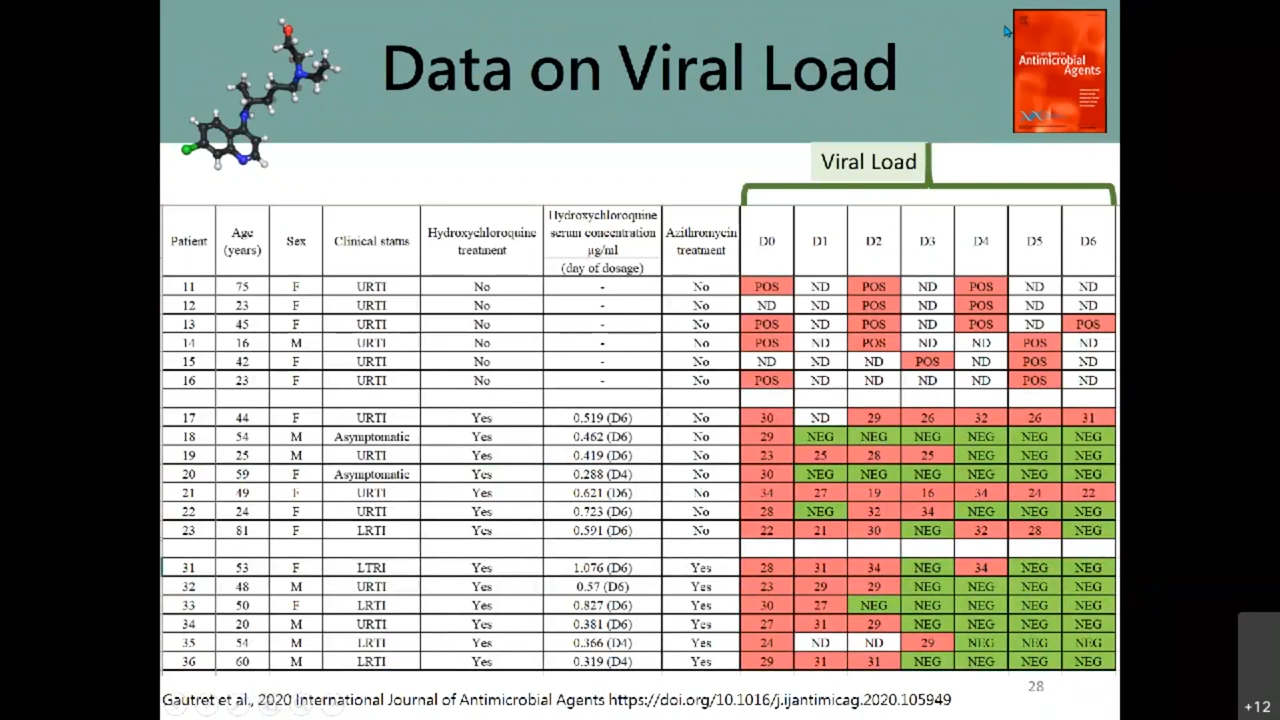 Data on Viral Load
Antimicrobial
Agents
Viral Load
Patient Age (years) Sex Clinical status Hydroxychloroquine treatment Hydroxychloroquine serum concentration µg/ml (day of dosage) Azithromycin treatment D0 D1 D2 D3 D4 D5 D6
11 75 F URTI No - No POS ND POS ND POS ND ND
12 23 F URTI No - No ND ND POS ND POS ND ND
13 45 F URTI No - No POS ND POS ND POS ND POS
14 16 M URTI No - No POS ND POS ND ND POS ND
15 42 F URTI No - No ND ND ND POS ND POS ND
16 23 F URTI No - No POS ND ND ND ND POS ND
17 44 F URTI Yes 0.519 (D6) No 30 ND 29 26 32 26 31
18 54 M Asymptomatic Yes 0.462 (D6) No 29 NEG NEG NEG NEG NEG NEG
19 25 M URTI Yes 0.419 (D6) No 23 25 28 25 NEG NEG NEG
20 59 F Asymptomatic Yes 0.288 (D4) No 30 NEG NEG NEG NEG NEG NEG
21 49 F URTI Yes 0.621 (D6) No 34 27 19 16 34 24 22
22 24 F URTI Yes 0.723 (D6) No 28 NEG 32 34 NEG NEG NEG
23 81 F LRTI Yes 0.591 (D6) No 22 21 30 NEG 32 28 NEG
31 53 F LTRI Yes 1.076 (D6) Yes 28 31 34 NEG 34 NEG NEG
32 48 M URTI Yes 0.57 (D6) Yes 23 29 29 NEG NEG NEG NEG
33 50 F LRTI Yes 0.827 (D6) Yes 30 27 NEG NEG NEG NEG NEG
34 20 M URTI Yes 0.381 (D6) Yes 27 31 29 NEG NEG NEG NEG
35 54 M LRTI Yes 0.366 (D4) Yes 24 ND ND 29 NEG NEG NEG
36 60 M LRTI Yes 0.319 (D4) Yes 29 31 31 NEG NEG NEG NEG
28
Gautret et al., 2020 International Journal of Antimicrobial Agents https://doi.org/10.1016/j.ijantimicag.2020.105949
+12